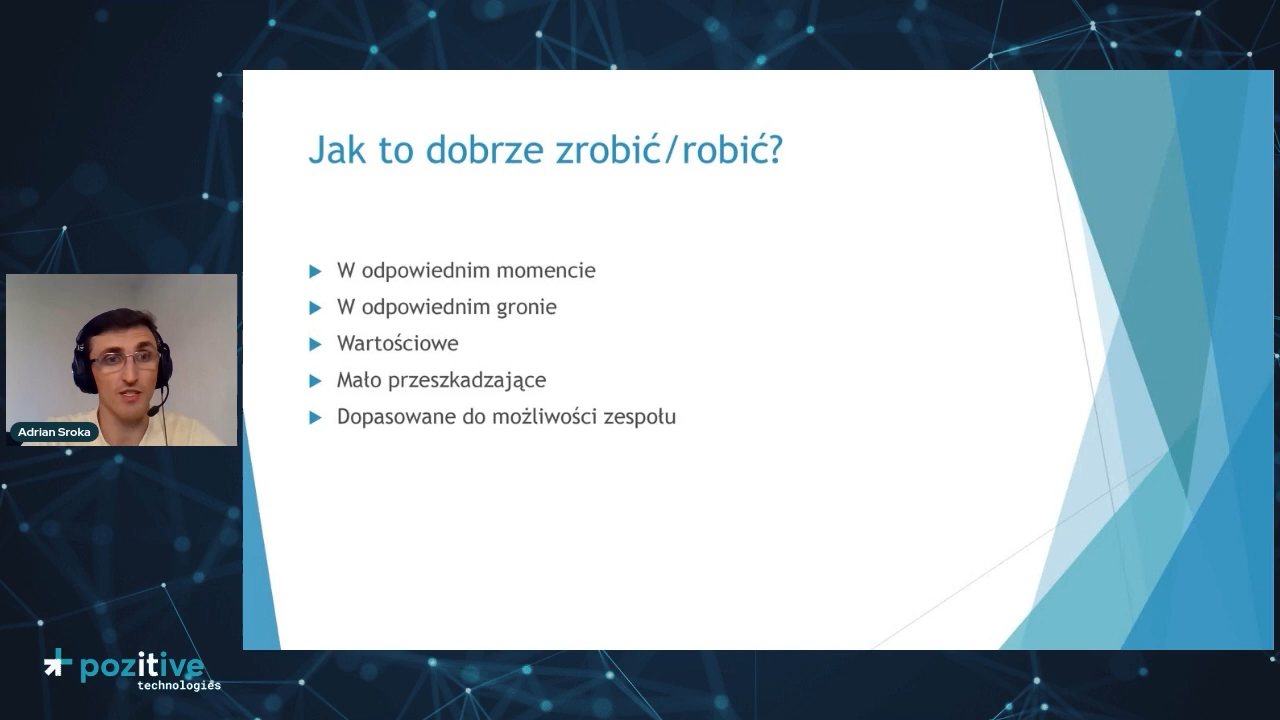 Jak to dobrze zrobić/robić?
W odpowiednim momencie
W odpowiednim gronie
Wartościowe
Mało przeszkadzające
Dopasowane do możliwości zespołu
Adrian Sroka
pozitive
technologies